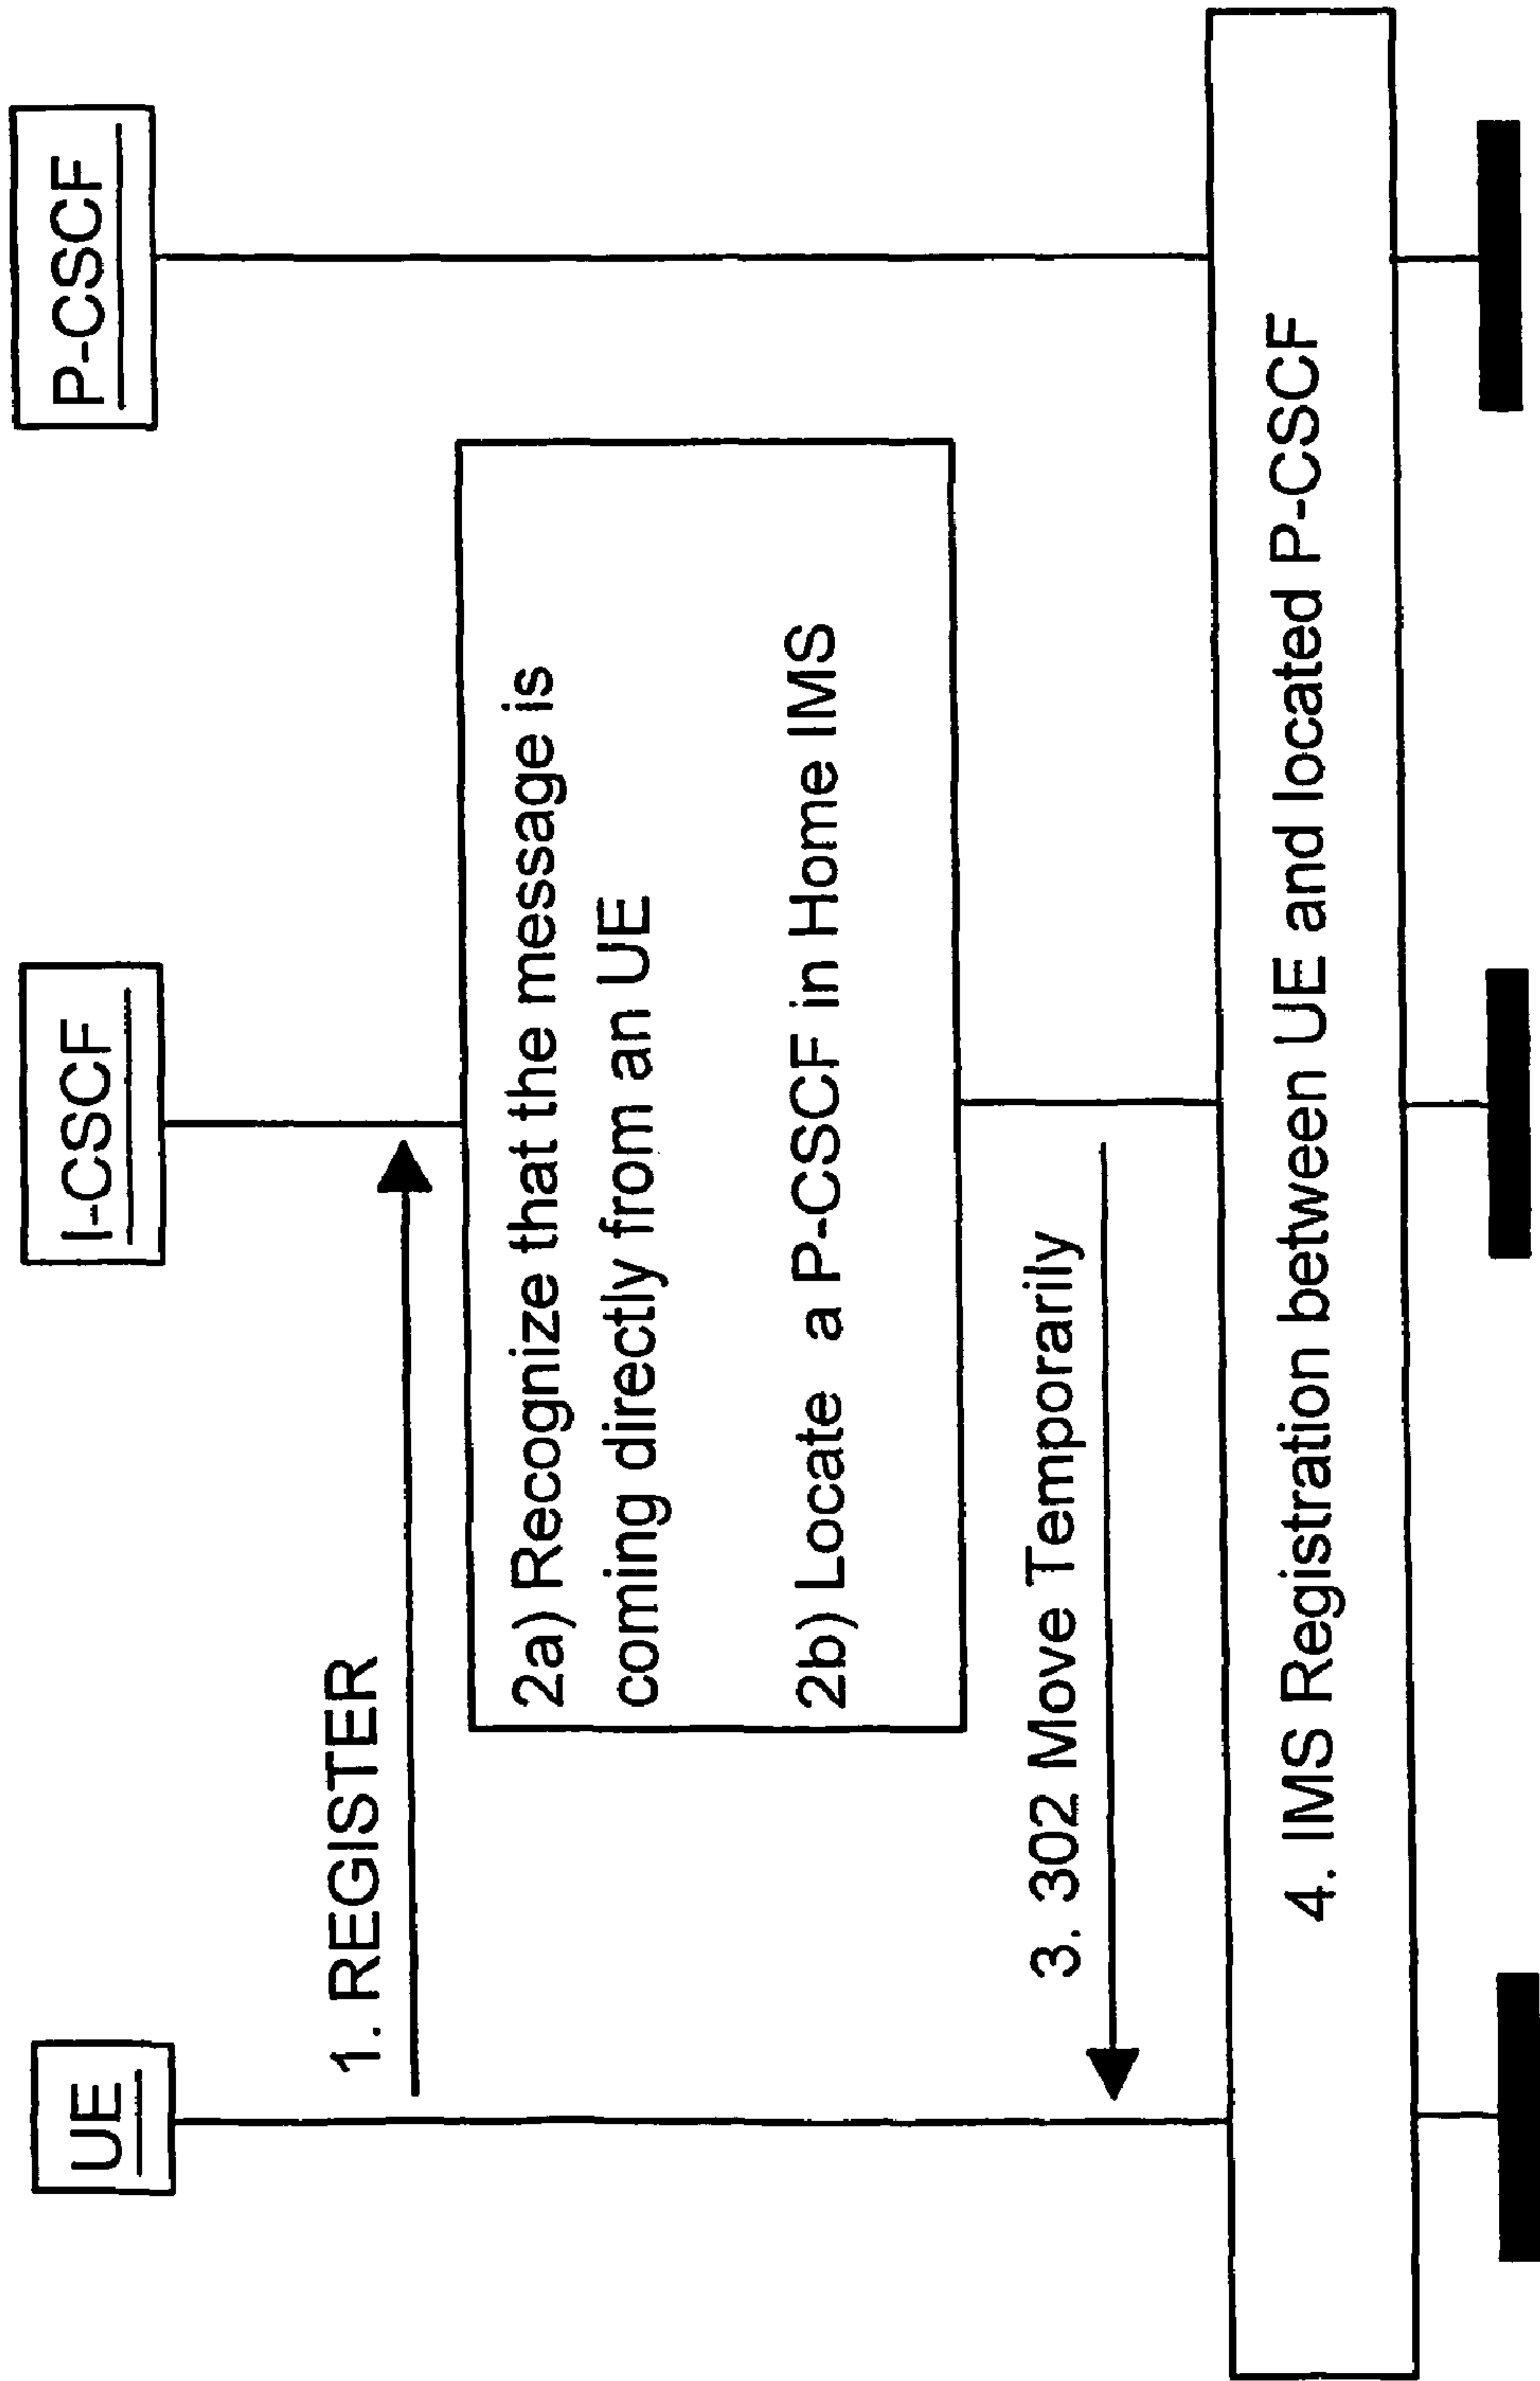 UE
I-CSCF
P-CSCF
1. REGISTER
2a) Recognize that the message is
coming directly from an UE
2b) Locate a P-CSCF in Home IMS
3. 302 Move Temporarily
4. IMS Registration between UE and located P-CSCF